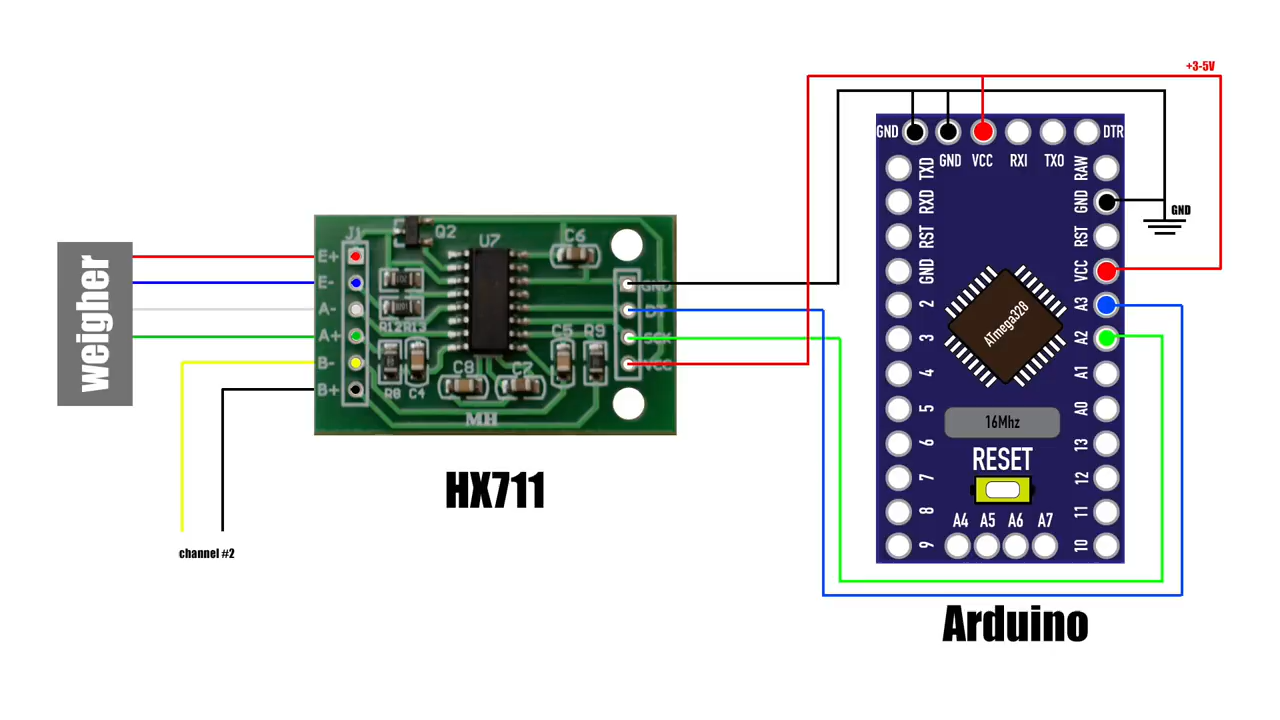 +3-5V
GND
GND
VCC
RXI
TXO
DTR
TXD
RXD
RST
GND
2
3
4
5
6
7
8
9
RAW
GND
RST
VCC
A3
A2
A1
A0
13
12
11
10
GND
ATmega328
16Mhz
RESET
A4 A5 A6 A7
Arduino
weigher
J1
Q2
U7
C6
E+
E-
A-
A+
B-
B+
R12 R13
R8 C4
C8
C7
C5 R9
GND
DT
SCK
VCC
MH
HX711
channel #2